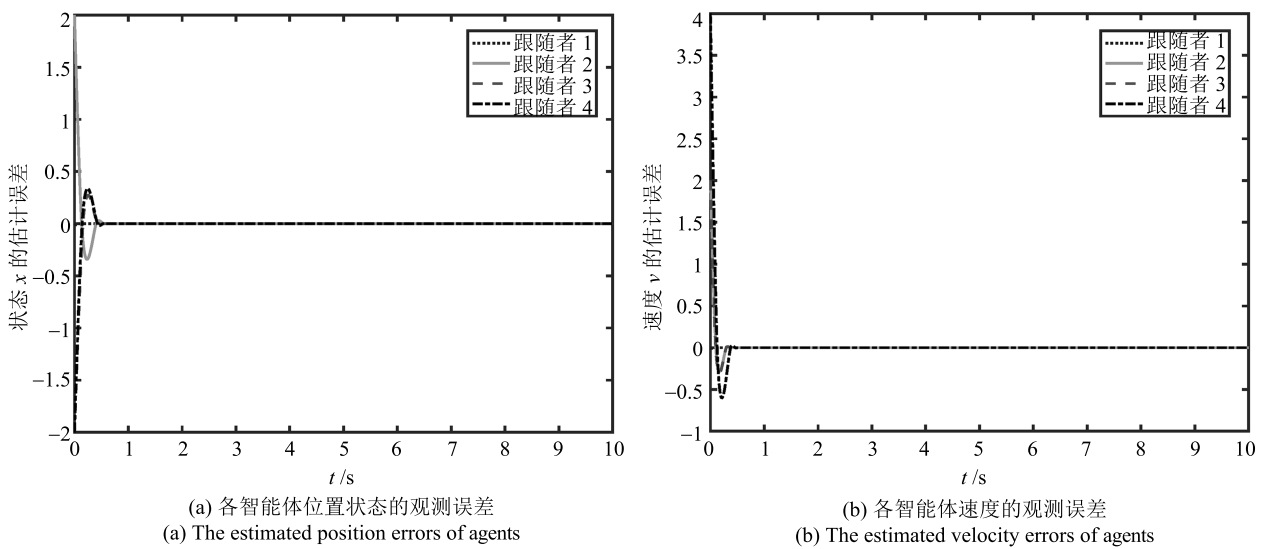 2
1.5
1
0.5
0
−0.5
−1
−1.5
−2
0 1 2 3 4 5 6 7 8 9 10
状态 x 的估计误差
跟随者 1
跟随者 2
跟随者 3
跟随者 4
t /s
(a) 各智能体位置状态的观测误差
(a) The estimated position errors of agents
4
3.5
3
2.5
2
1.5
1
0.5
0
−0.5
−1
0 1 2 3 4 5 6 7 8 9 10
速度 v 的估计误差
跟随者 1
跟随者 2
跟随者 3
跟随者 4
t /s
(b) 各智能体速度的观测误差
(b) The estimated velocity errors of agents